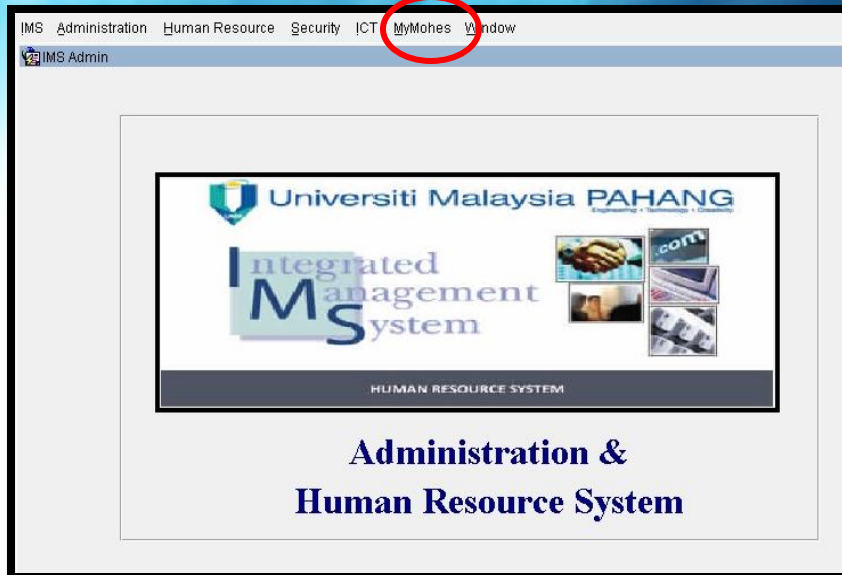 IMS Administration Human Resource Security ICT MyMohes Window
IMS Admin
Universiti Malaysia PAHANG
Engineering • Technology • Creativity
Integrated
Management
System
.com
HUMAN RESOURCE SYSTEM
Administration &
Human Resource System